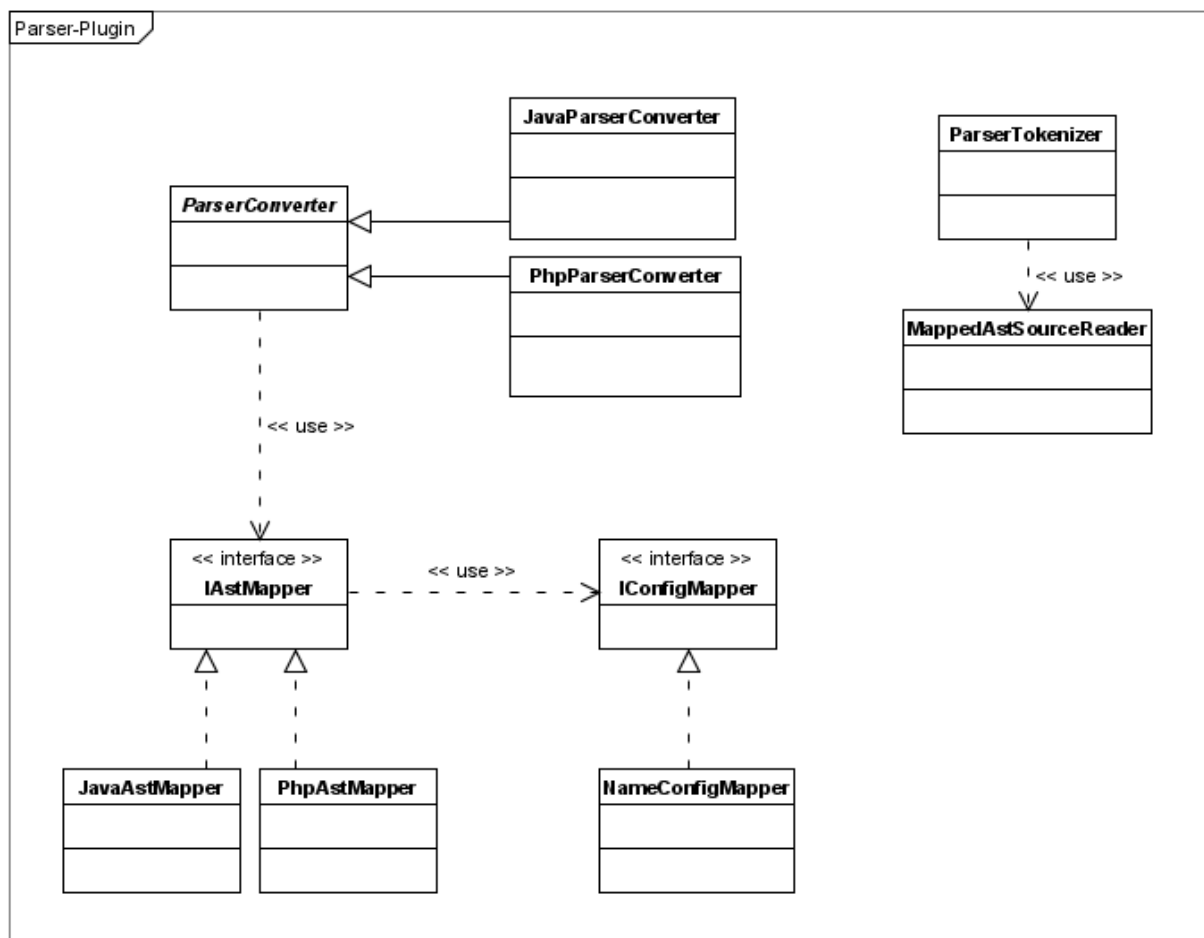 Parser-Plugin
JavaParserConverter
ParserTokenizer
ParserConverter
PhpParserConverter
<< use >>
MappedAstSourceReader
<< use >>
<< interface >>
IAstMapper
<< use >>
<< interface >>
IConfigMapper
JavaAstMapper
PhpAstMapper
NameConfigMapper